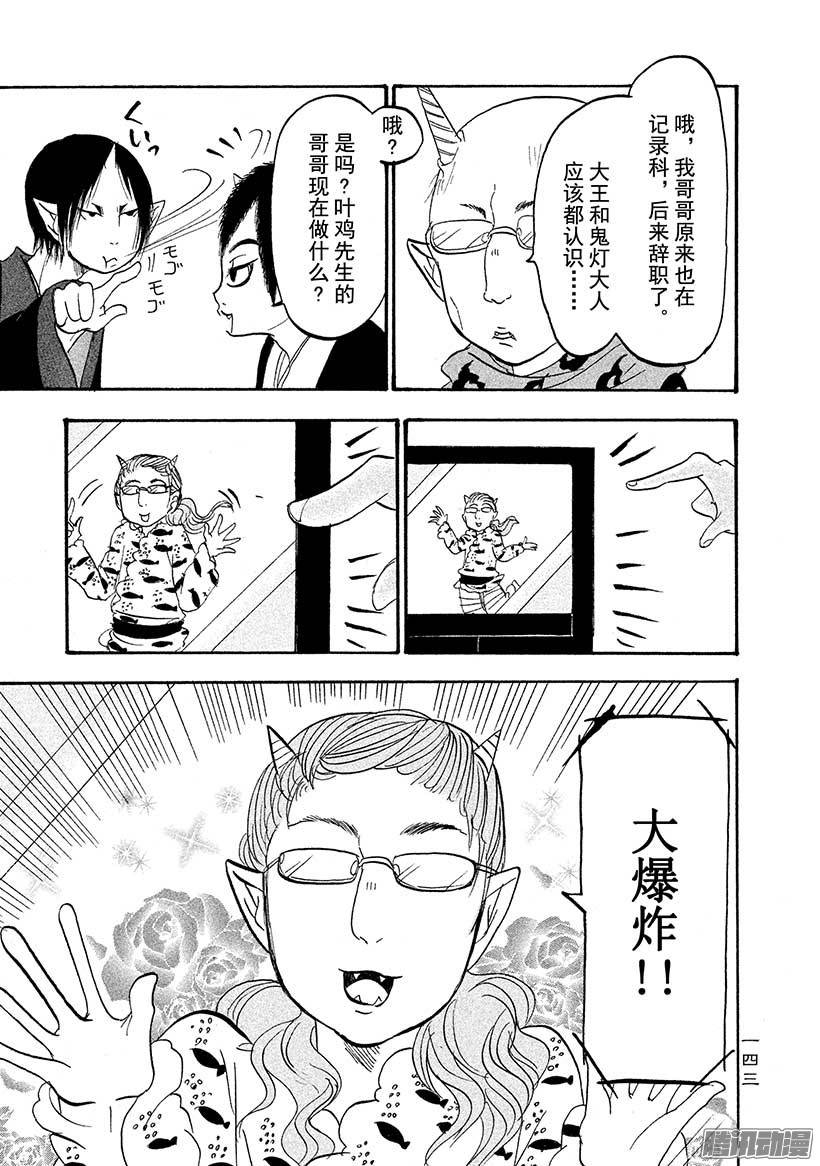 哦，我哥哥原来也在
记录科，后来辞职了。
大王和鬼灯大人
应该都认识……
哦？
是吗？叶鸡先生的
哥哥现在做什么？
くいっ
モゴ
モゴ
大爆炸！！
一四三
腾讯动漫